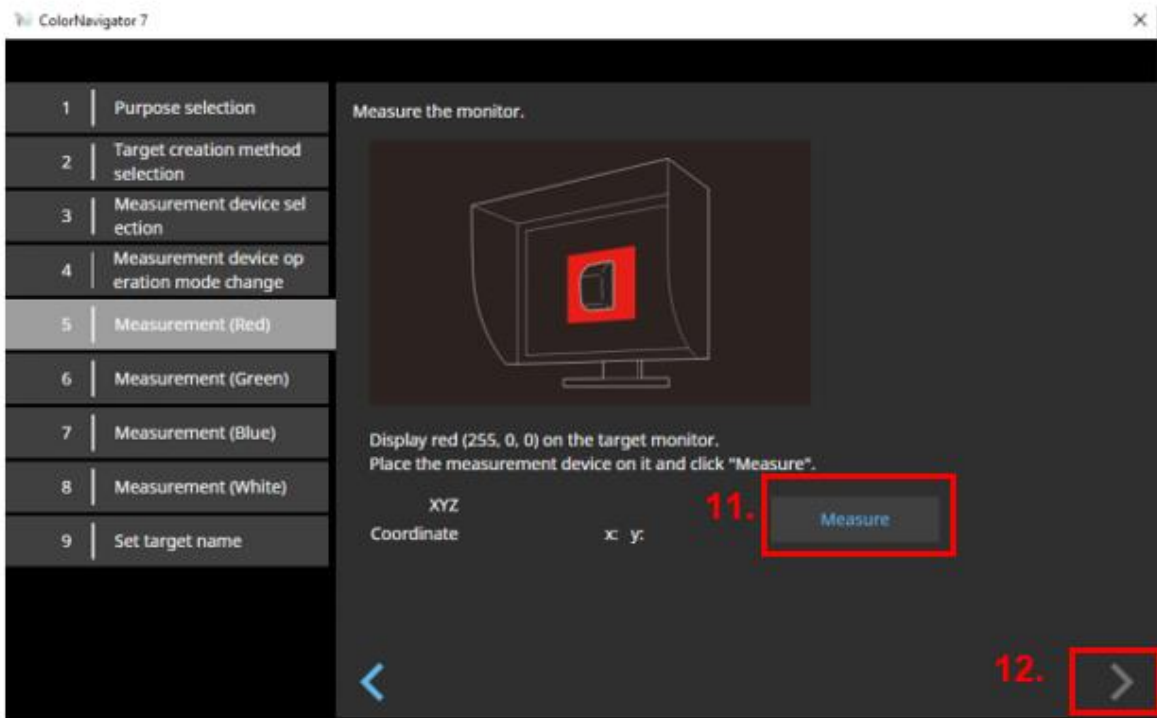 ColorNavigator 7
1 Purpose selection
2 Target creation method
selection
3 Measurement device sel
ection
4 Measurement device op
eration mode change
5 Measurement (Red)
6 Measurement (Green)
7 Measurement (Blue)
8 Measurement (White)
9 Set target name
Measure the monitor.
Display red (255, 0, 0) on the target monitor.
Place the measurement device on it and click "Measure".
XYZ
Coordinate x: y:
11. Measure
12.